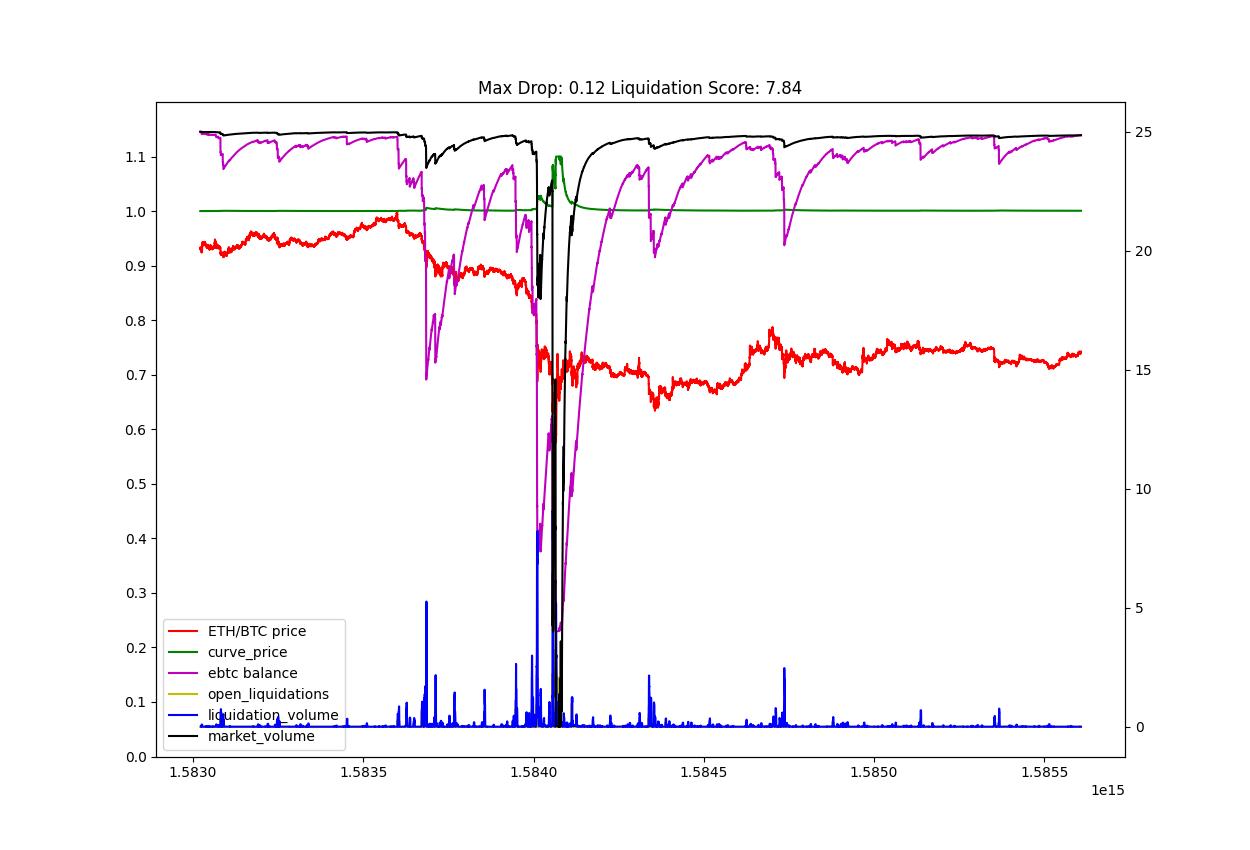 Max Drop: 0.12 Liquidation Score: 7.84
1.1
1.0
0.9
0.8
0.7
0.6
0.5
0.4
0.3
0.2
0.1
0.0
25
20
15
10
5
0
ETH/BTC price
curve_price
ebtc balance
open_liquidations
liquidation_volume
market_volume
1.5830 1.5835 1.5840 1.5845 1.5850 1.5855
1e15